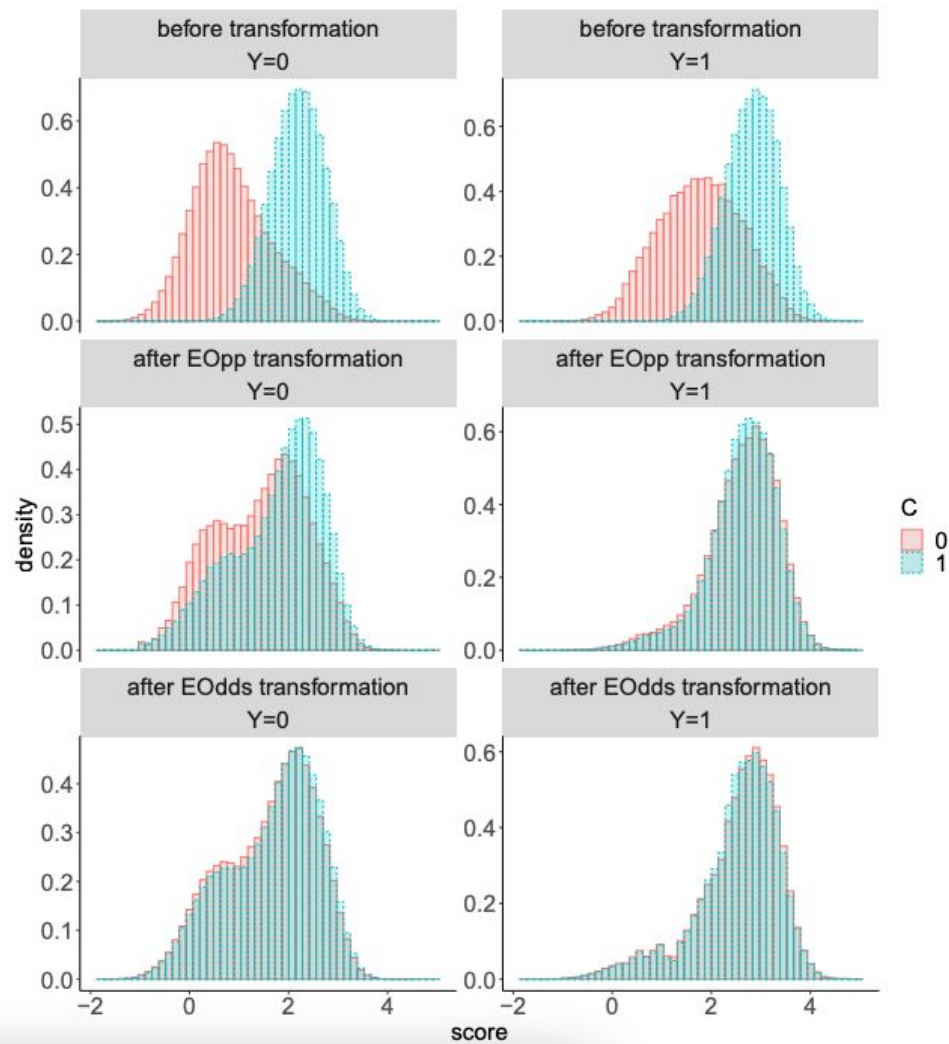 before transformation
Y=0
before transformation
Y=1
0.6
0.4
0.2
0.0
0.6
0.4
0.2
0.0
after EOpp transformation
Y=0
after EOpp transformation
Y=1
0.5
0.4
0.3
0.2
0.1
0.0
0.6
0.4
0.2
0.0
density
C
0
1
after EOdds transformation
Y=0
after EOdds transformation
Y=1
0.4
0.3
0.2
0.1
0.0
0.6
0.4
0.2
0.0
−2 0 2 4
−2 0 2 4
score